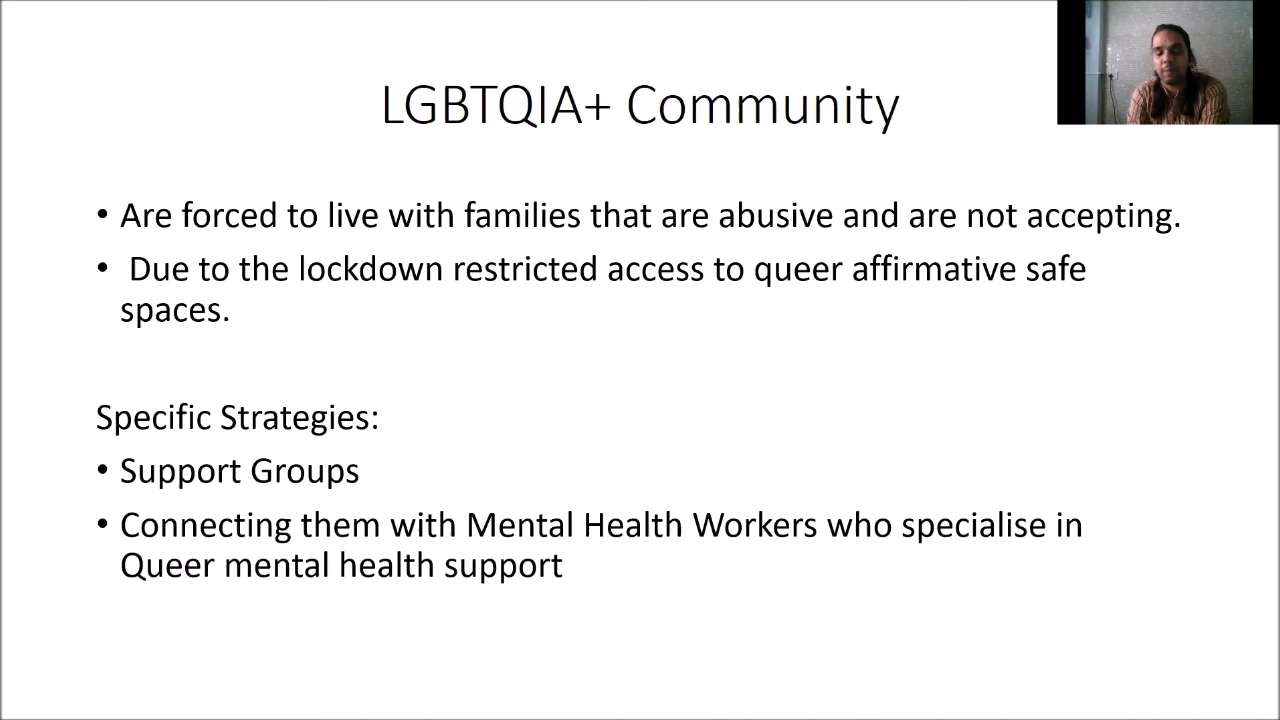 LGBTQIA+ Community
• Are forced to live with families that are abusive and are not accepting.
• Due to the lockdown restricted access to queer affirmative safe
spaces.
Specific Strategies:
• Support Groups
• Connecting them with Mental Health Workers who specialise in
Queer mental health support